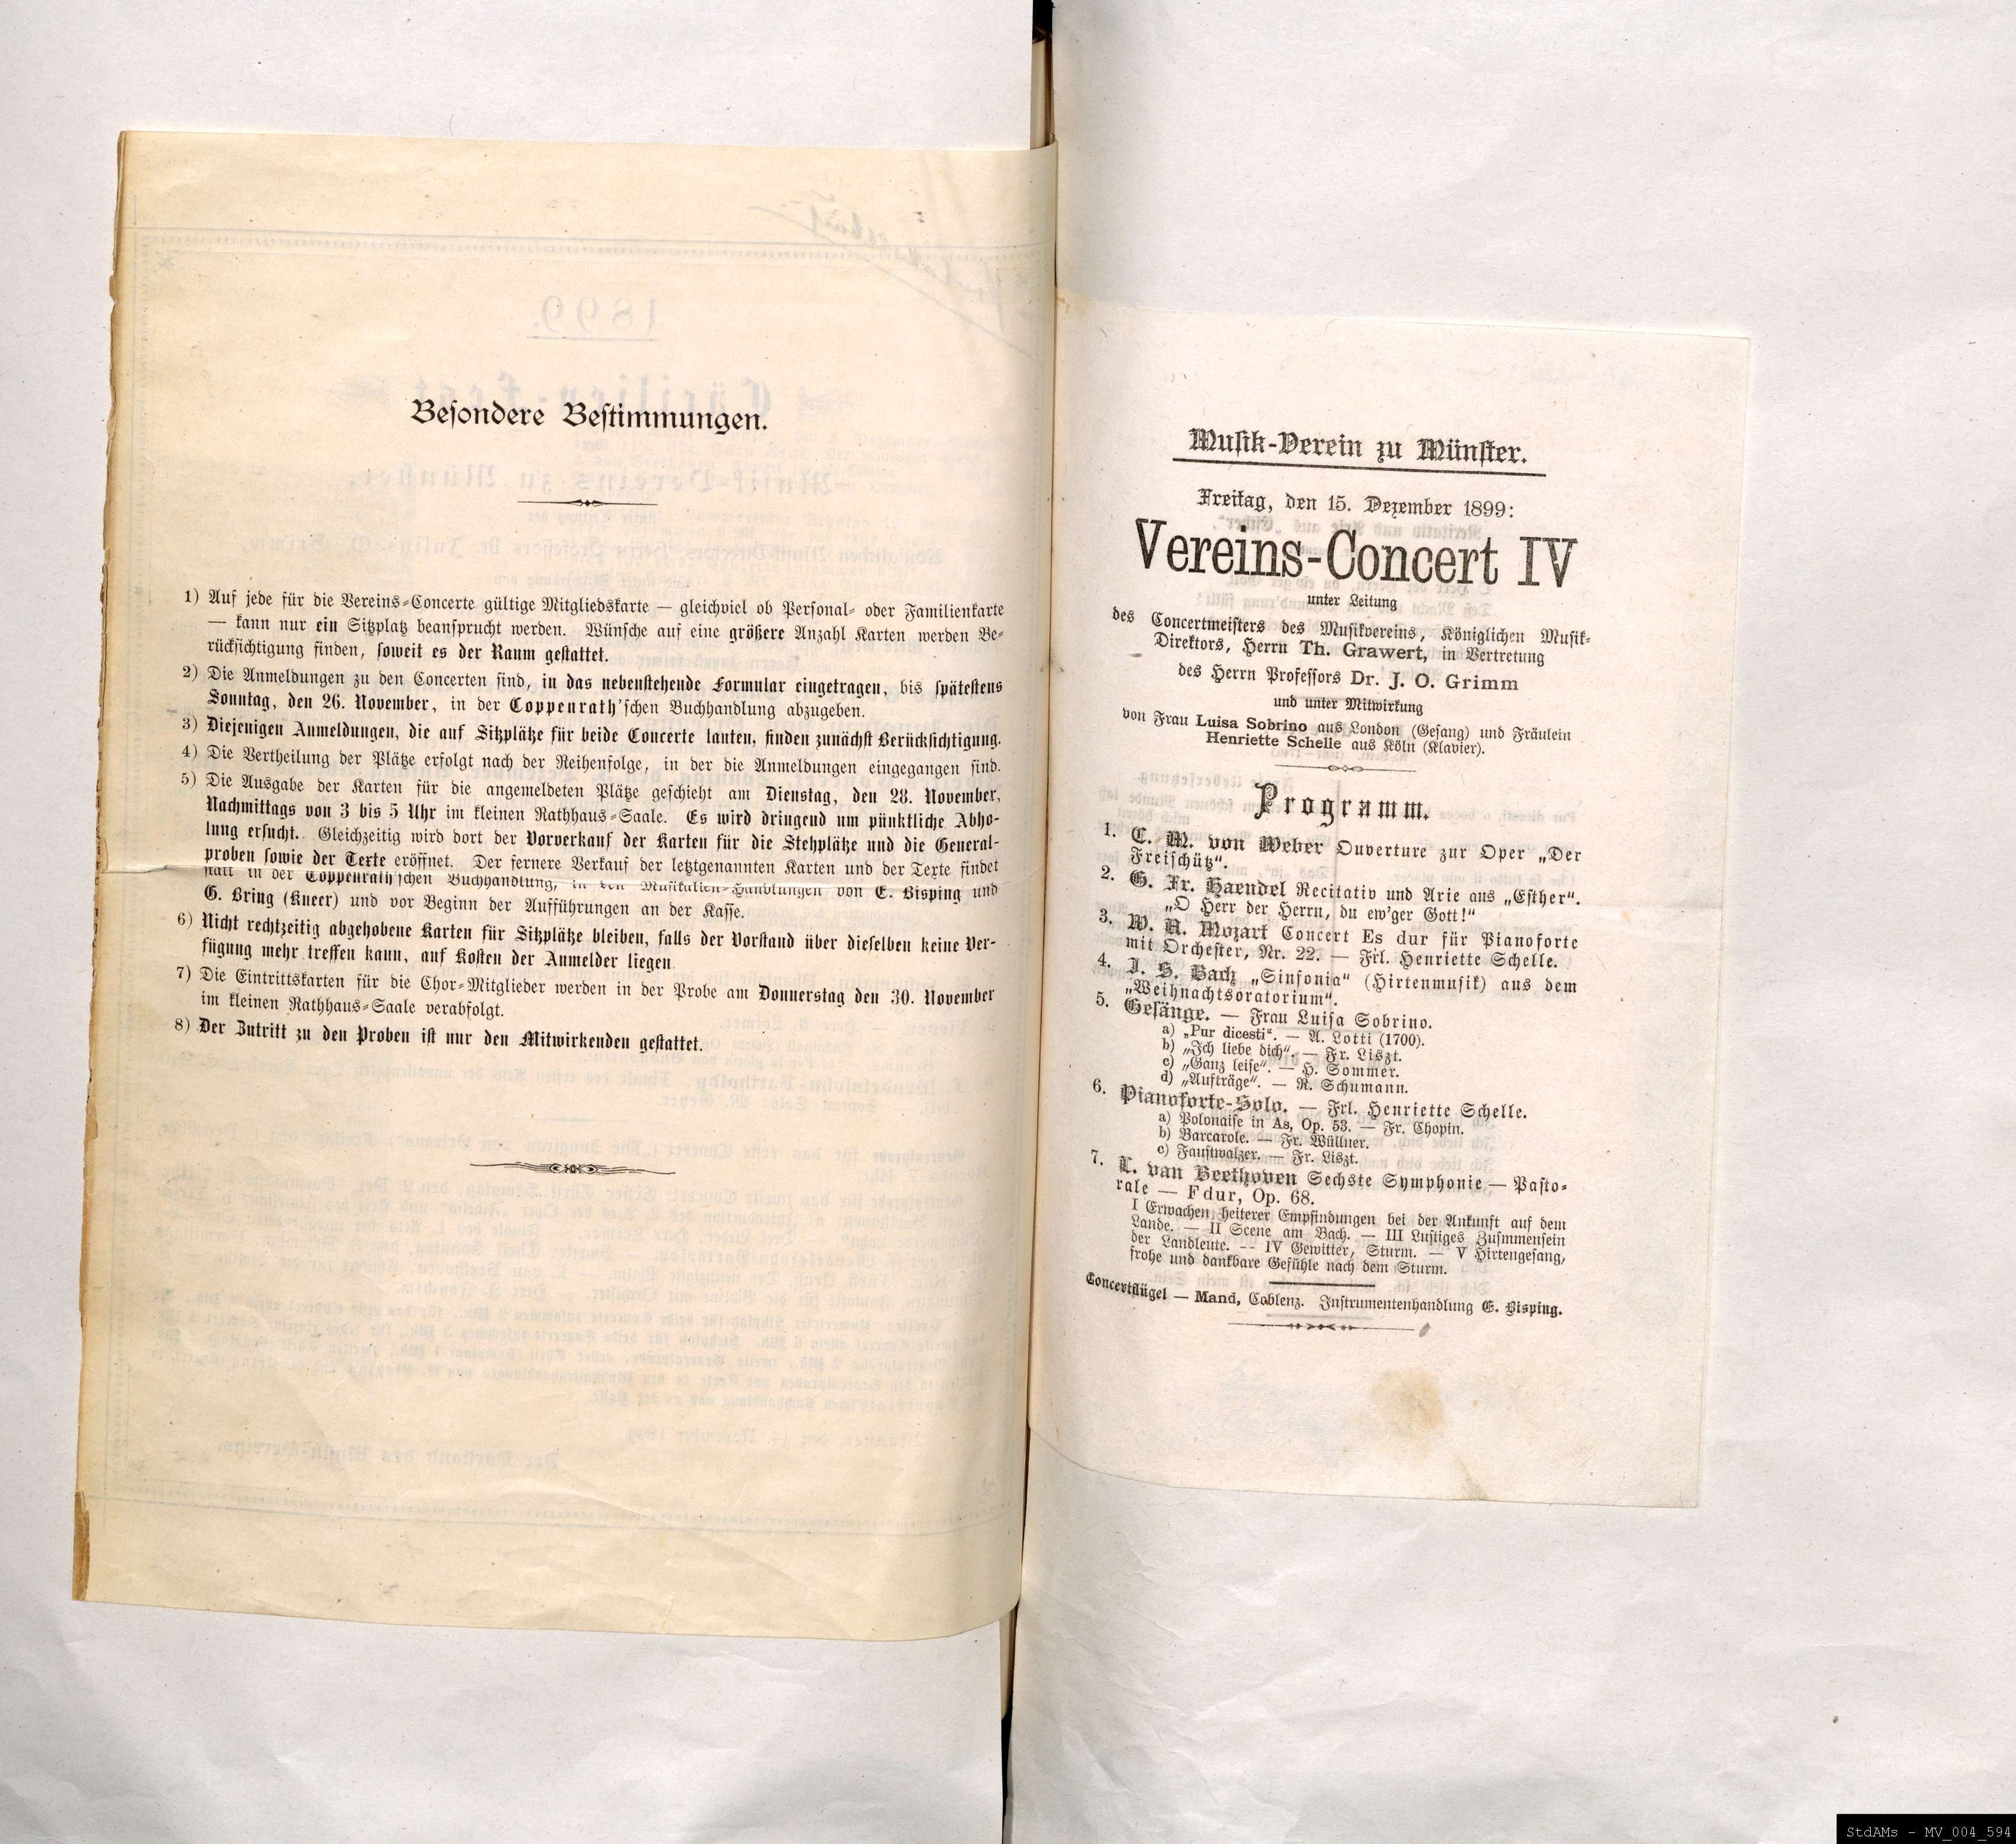 Besondere Bestimmungen.
1) Auf jede für die Vereins-Concerte gültige Mitgliedskarte — gleichviel ob Personal- oder Familienkarte
— kann nur ein Sitzplatz beansprucht werden. Wünsche auf eine größere Anzahl Karten werden Be-
rücksichtigung finden, soweit es der Raum gestattet.
2) Die Anmeldungen zu den Concerten sind, in das nebenstehende Formular eingetragen, bis spätestens
Sonntag, den 26. November, in der Coppenrath'schen Buchhandlung abzugeben.
3) Diejenigen Anmeldungen, die auf Sitzplätze für beide Concerte lauten, finden zunächst Berücksichtigung.
4) Die Vertheilung der Plätze erfolgt nach der Reihenfolge, in der die Anmeldungen eingegangen sind.
5) Die Ausgabe der Karten für die angemeldeten Plätze geschieht am Dienstag, den 28. November,
Nachmittags von 3 bis 5 Uhr im kleinen Rathhaus-Saale. Es wird dringend um pünktliche Abho-
lung ersucht. Gleichzeitig wird dort der Vorverkauf der Karten für die Stehplätze und die General-
proben sowie der Texte eröffnet. Der fernere Verkauf der letztgenannten Karten und der Texte findet
statt in der Coppenrath'schen Buchhandlung, in den Musikalien-Handlungen von E. Bisping und
G. Bring (Kneer) und vor Beginn der Aufführungen an der Kasse.
6) Nicht rechtzeitig abgehobene Karten für Sitzplätze bleiben, falls der Vorstand über dieselben keine Ver-
fügung mehr treffen kann, auf Kosten der Anmelder liegen
7) Die Eintrittskarten für die Chor-Mitglieder werden in der Probe am Donnerstag den 30. November
im kleinen Rathhaus-Saale verabfolgt.
8) Der Zutritt zu den Proben ist nur den Mitwirkenden gestattet.
Musik-Verein zu Münster.
Freitag, den 15. Dezember 1899:
Vereins-Concert IV
unter Leitung
des Concertmeisters des Musikvereins, Königlichen Musik-
Direktors, Herrn Th. Grawert, in Vertretung
des Herrn Professors Dr. J. O. Grimm
und unter Mitwirkung
von Frau Luisa Sobrino aus London (Gesang) und Fräulein
Henriette Schelle aus Köln (Klavier).
Programm.
1. C. M. von Weber Ouverture zur Oper „Der
Freischütz“.
2. G. Fr. Haendel Recitativ und Arie aus „Esther“.
„O Herr der Herrn, du ew'ger Gott!“
3. W. A. Mozart Concert Es dur für Pianoforte
mit Orchester, Nr. 22. — Frl. Henriette Schelle.
4. J. S. Bach „Sinfonia“ (Hirtenmusik) aus dem
„Weihnachtsoratorium“.
5. Gesänge. — Frau Luisa Sobrino.
a) „Pur dicesti“. — A. Lotti (1700).
b) „Ich liebe dich“. — Fr. Liszt.
c) „Ganz leise“. — H. Sommer.
d) „Aufträge“. — R. Schumann.
6. Pianoforte-Solo. — Frl. Henriette Schelle.
a) Polonaise in As, Op. 53. — Fr. Chopin.
b) Barcarole. — Fr. Wüllner.
c) Faustwalzer. — Fr. Liszt.
7. L. van Beethoven Sechste Symphonie — Pasto-
rale — F dur, Op. 68.
I Erwachen heiterer Empfindungen bei der Ankunft auf dem
Lande. — II Scene am Bach. — III Lustiges Zusmmensein
der Landleute. -- IV Gewitter, Sturm. — V Hirtengesang,
frohe und dankbare Gefühle nach dem Sturm.
Concertflügel — Mand, Coblenz. Instrumentenhandlung E. Bisping.
StdAMs - MV_004_594